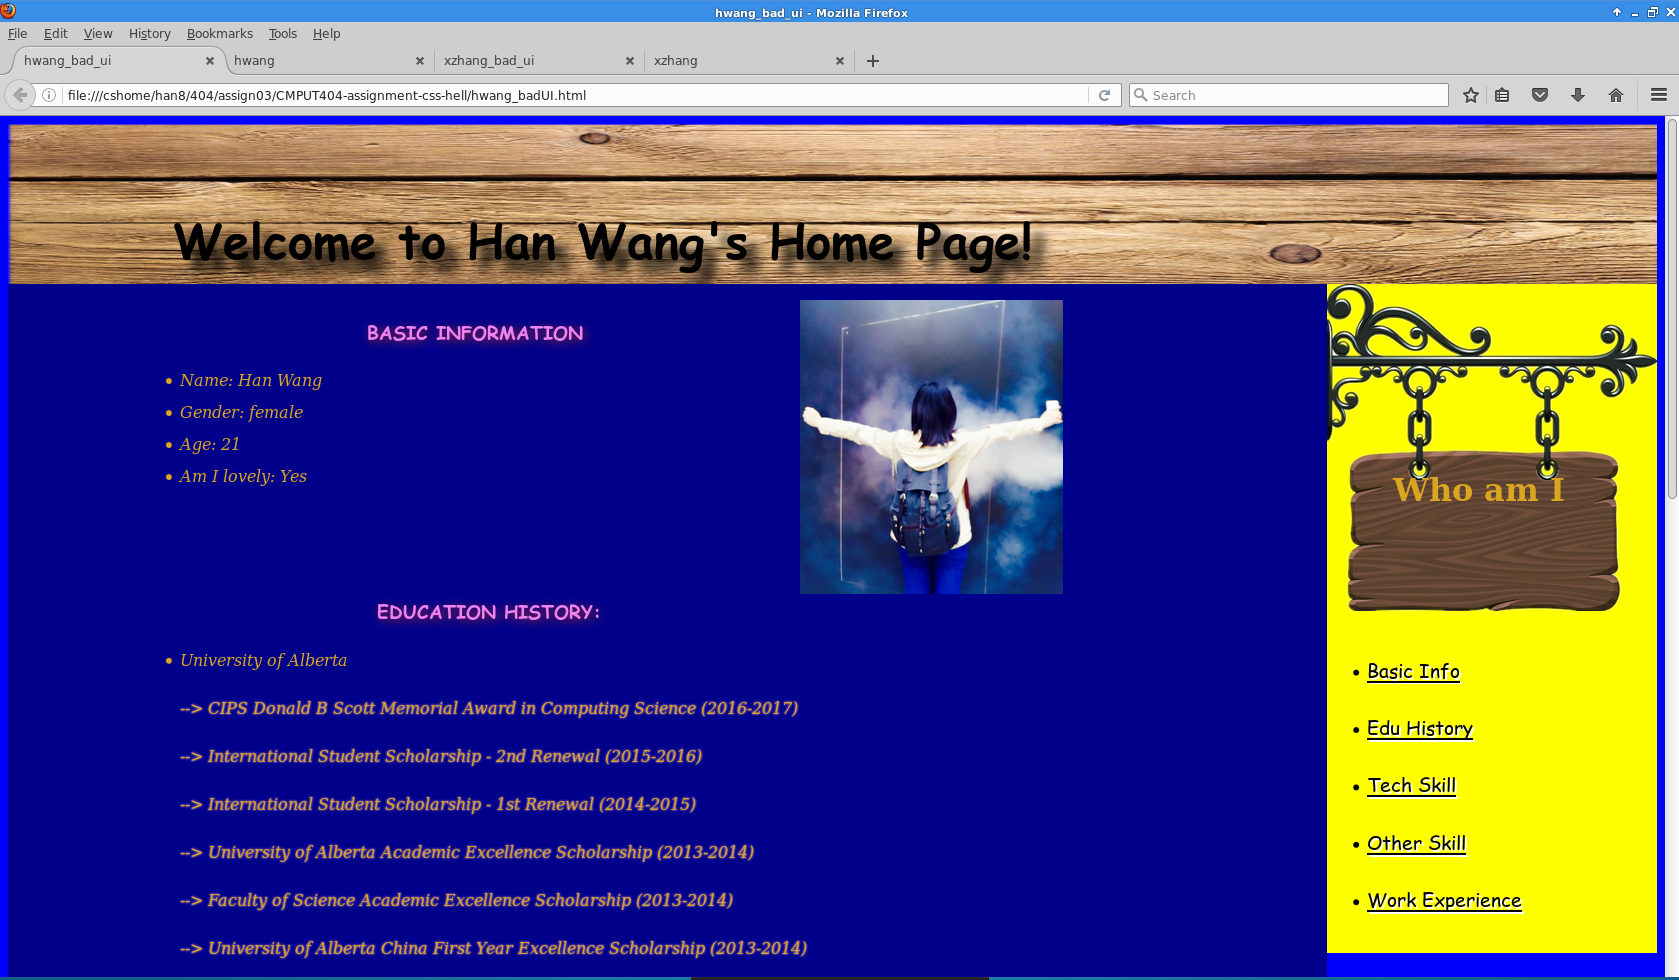 hwang_bad_ui - Mozilla Firefox
File Edit View History Bookmarks Tools Help
hwang_bad_ui hwang xzhang_bad_ui xzhang
file:///cshome/han8/404/assign03/CMPUT404-assignment-css-hell/hwang_badUI.html Search
Welcome to Han Wang's Home Page!
BASIC INFORMATION
Name: Han Wang
Gender: female
Age: 21
Am I lovely: Yes
EDUCATION HISTORY:
University of Alberta
--> CIPS Donald B Scott Memorial Award in Computing Science (2016-2017)
--> International Student Scholarship - 2nd Renewal (2015-2016)
--> International Student Scholarship - 1st Renewal (2014-2015)
--> University of Alberta Academic Excellence Scholarship (2013-2014)
--> Faculty of Science Academic Excellence Scholarship (2013-2014)
--> University of Alberta China First Year Excellence Scholarship (2013-2014)
Who am I
Basic Info
Edu History
Tech Skill
Other Skill
Work Experience